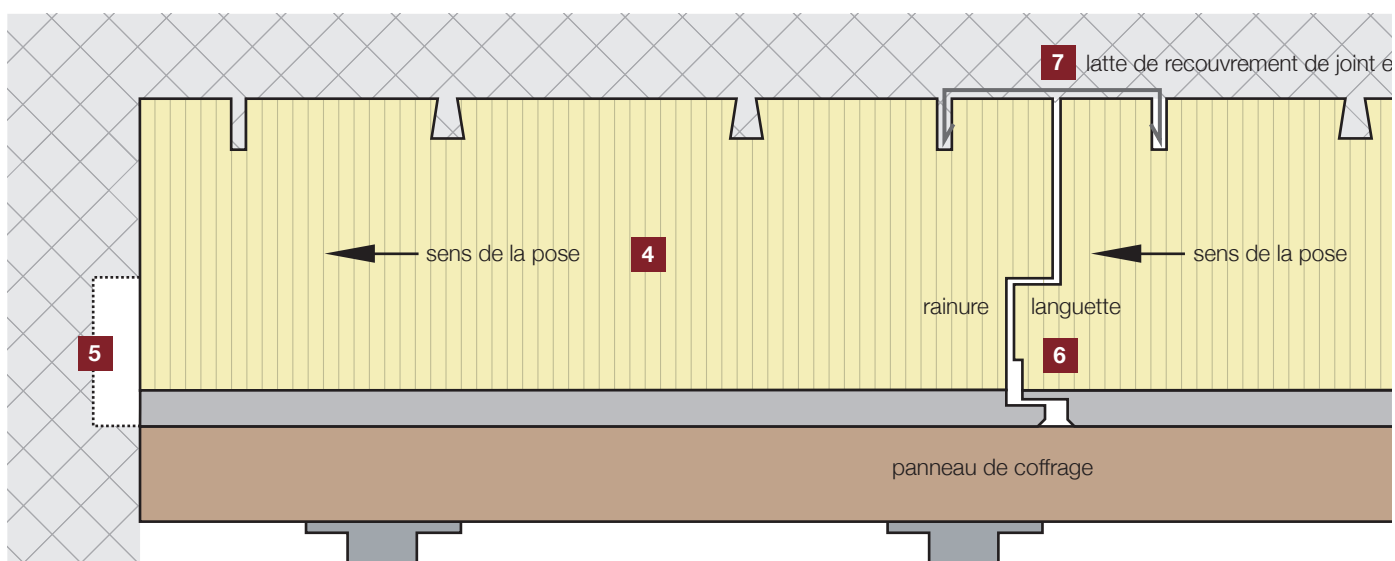 7 latte de recouvrement de joint e
sens de la pose 4 sens de la pose
rainure languette
5 6
panneau de coffrage